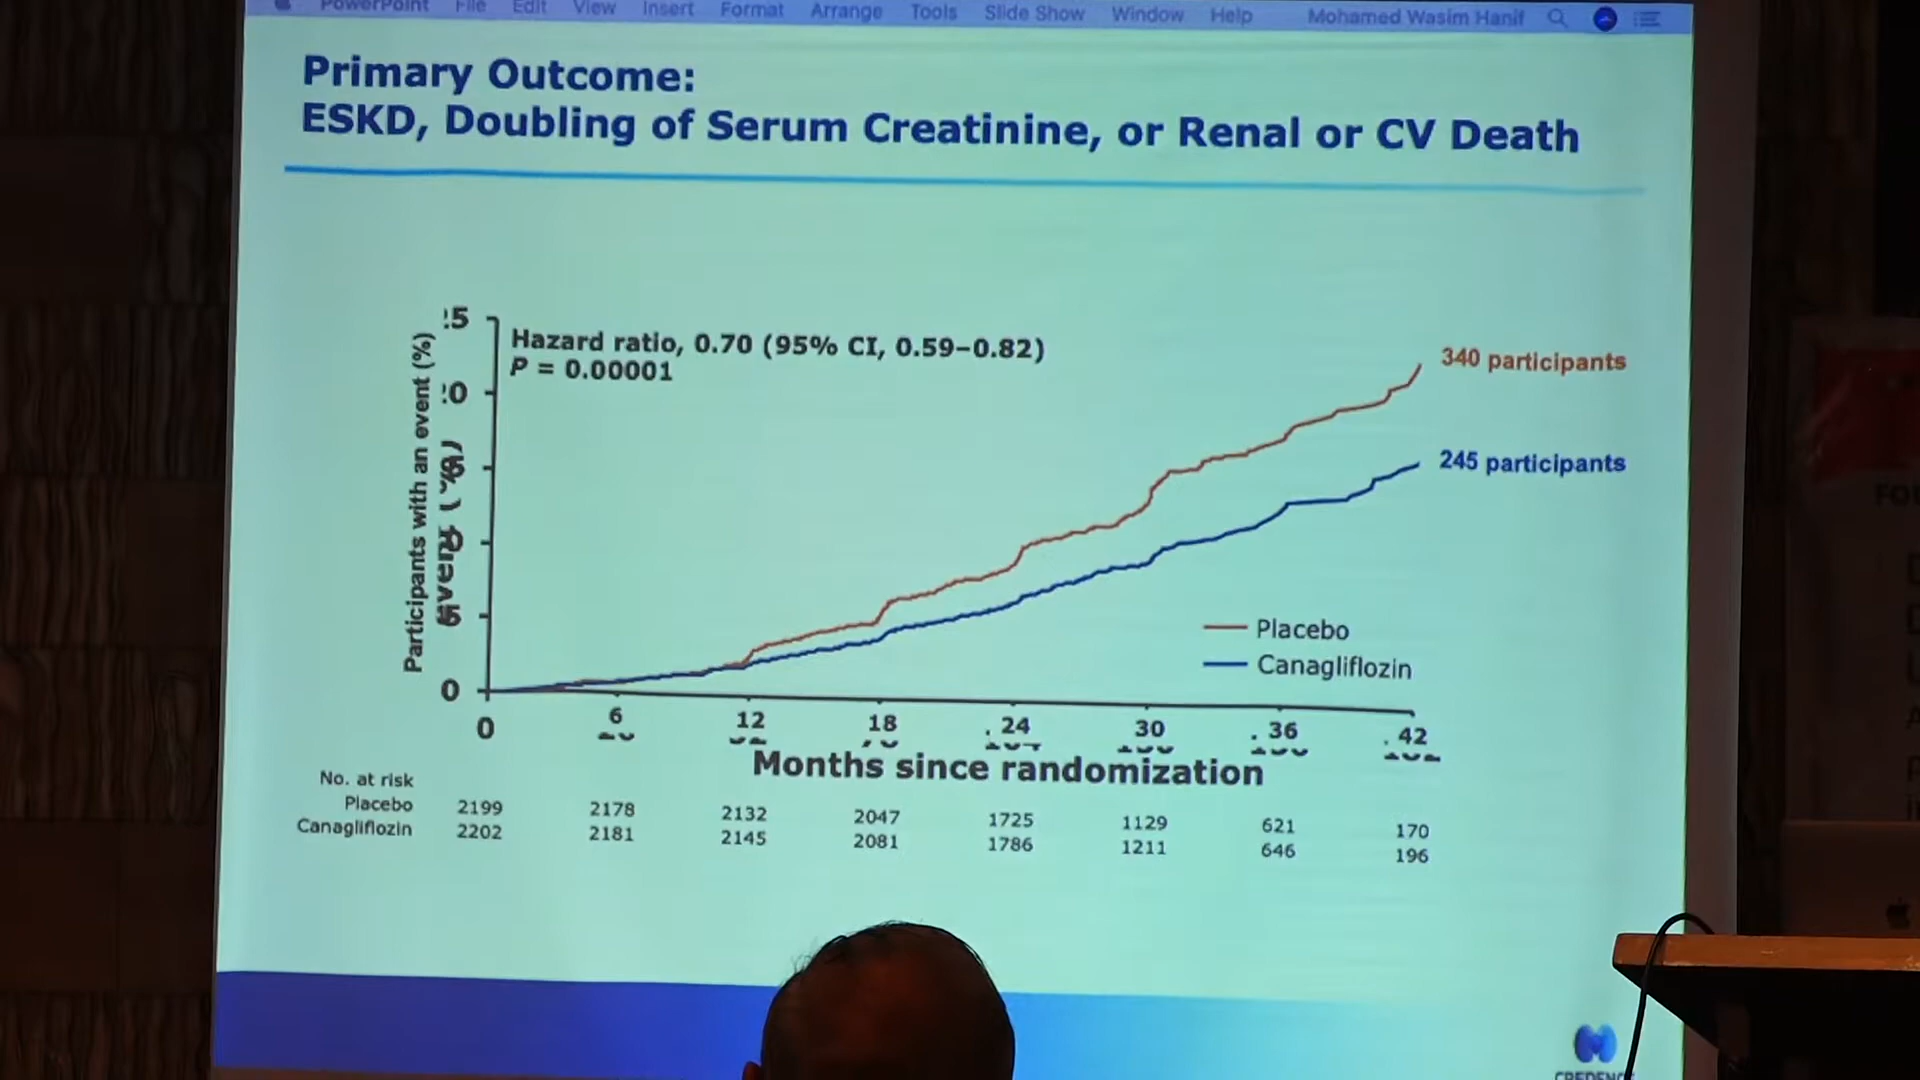 PowerPoint File Edit View Insert Format Arrange Tools Slide Show Window Help Mohamed Wasim Hanif
Primary Outcome:
ESKD, Doubling of Serum Creatinine, or Renal or CV Death
Hazard ratio, 0.70 (95% CI, 0.59–0.82)
P = 0.00001
Participants with an event (%)
5
0
340 participants
245 participants
Placebo
Canagliflozin
0 6 12 18 24 30 36 42
Months since randomization
No. at risk
Placebo 2199 2178 2132 2047 1725 1129 621 170
Canagliflozin 2202 2181 2145 2081 1786 1211 646 196